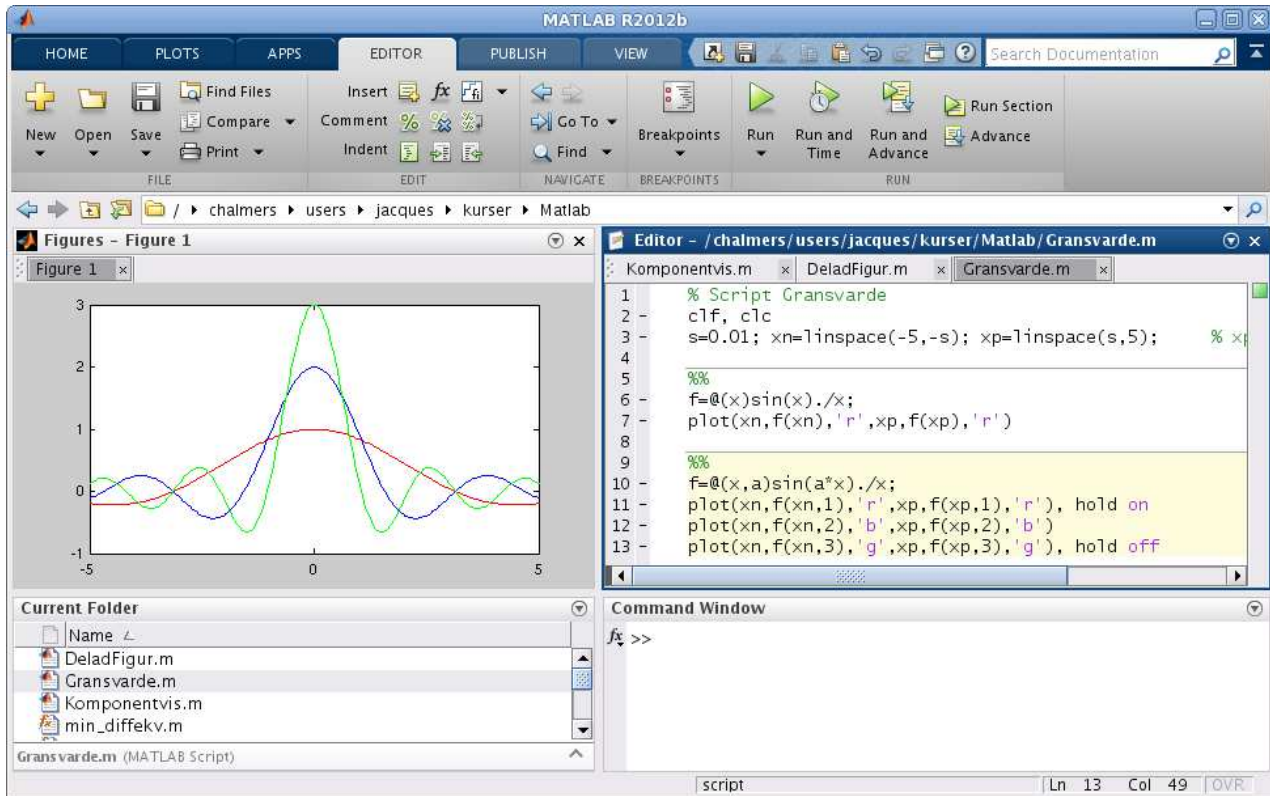 MATLAB R2012b
HOME PLOTS APPS EDITOR PUBLISH VIEW Search Documentation
New Open Save Find Files Compare Print
FILE
Insert fx
Comment
Indent
EDIT
Go To
Find
NAVIGATE
Breakpoints
BREAKPOINTS
Run Run and Time Run and Advance Run Section Advance
RUN
/ chalmers users jacques kurser Matlab
Figures - Figure 1
Figure 1
3
2
1
0
-1
-5 0 5
Editor - /chalmers/users/jacques/kurser/Matlab/Gransvarde.m
Komponentvis.m DeladFigur.m Gransvarde.m
1 % Script Gransvarde
2 - clf, clc
3 - s=0.01; xn=linspace(-5,-s); xp=linspace(s,5); %
4
5 %%
6 - f=@(x)sin(x)./x;
7 - plot(xn,f(xn),'r',xp,f(xp),'r')
8
9 %%
10 - f=@(x,a)sin(a*x)./x;
11 - plot(xn,f(xn,1),'r',xp,f(xp,1),'r'), hold on
12 - plot(xn,f(xn,2),'b',xp,f(xp,2),'b')
13 - plot(xn,f(xn,3),'g',xp,f(xp,3),'g'), hold off
Current Folder
Name
DeladFigur.m
Gransvarde.m
Komponentvis.m
min_diffekv.m
Gransvarde.m (MATLAB Script)
Command Window
fx >>
script Ln 13 Col 49 OVR